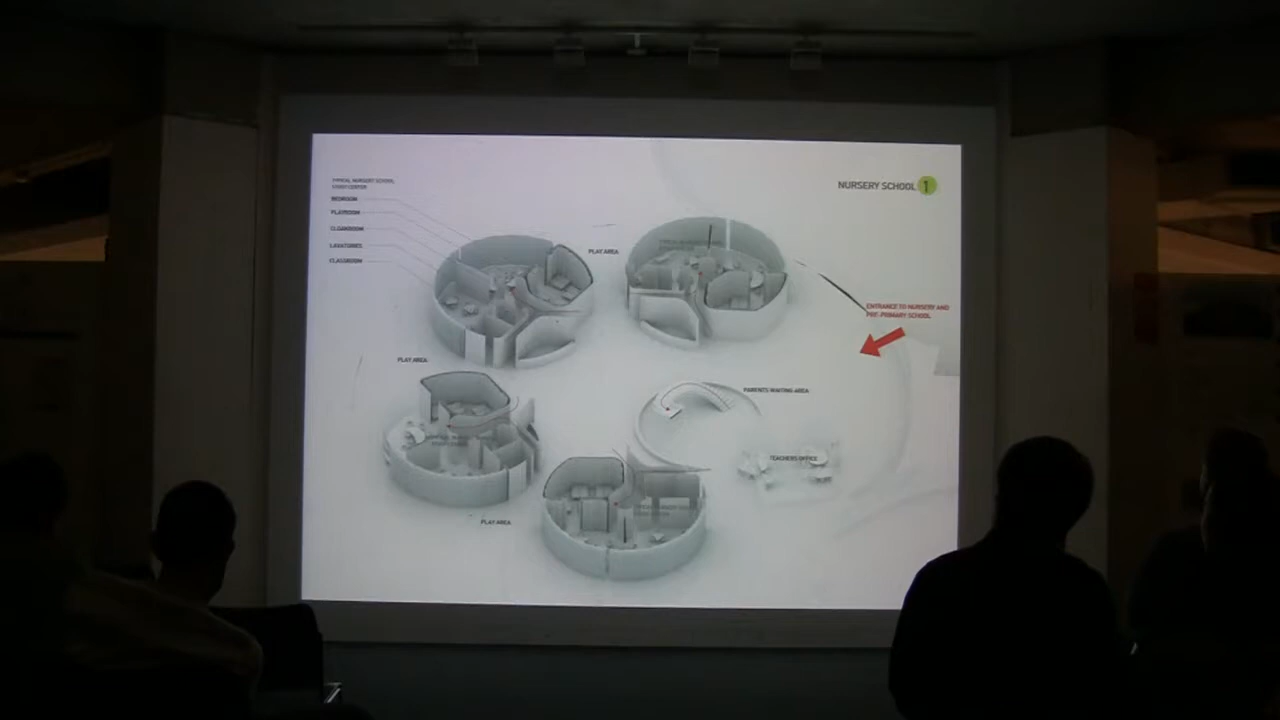 TYPICAL NURSERY SCHOOL
BEDROOM
PLAYROOM
CLOAKROOM
LAVATORIES
CLASSROOM
NURSERY SCHOOL 1
PLAY AREA
ENTRANCE TO NURSERY AND
PRE-PRIMARY SCHOOL
PLAY AREA
PARENTS WAITING AREA
TEACHERS OFFICE
PLAY AREA